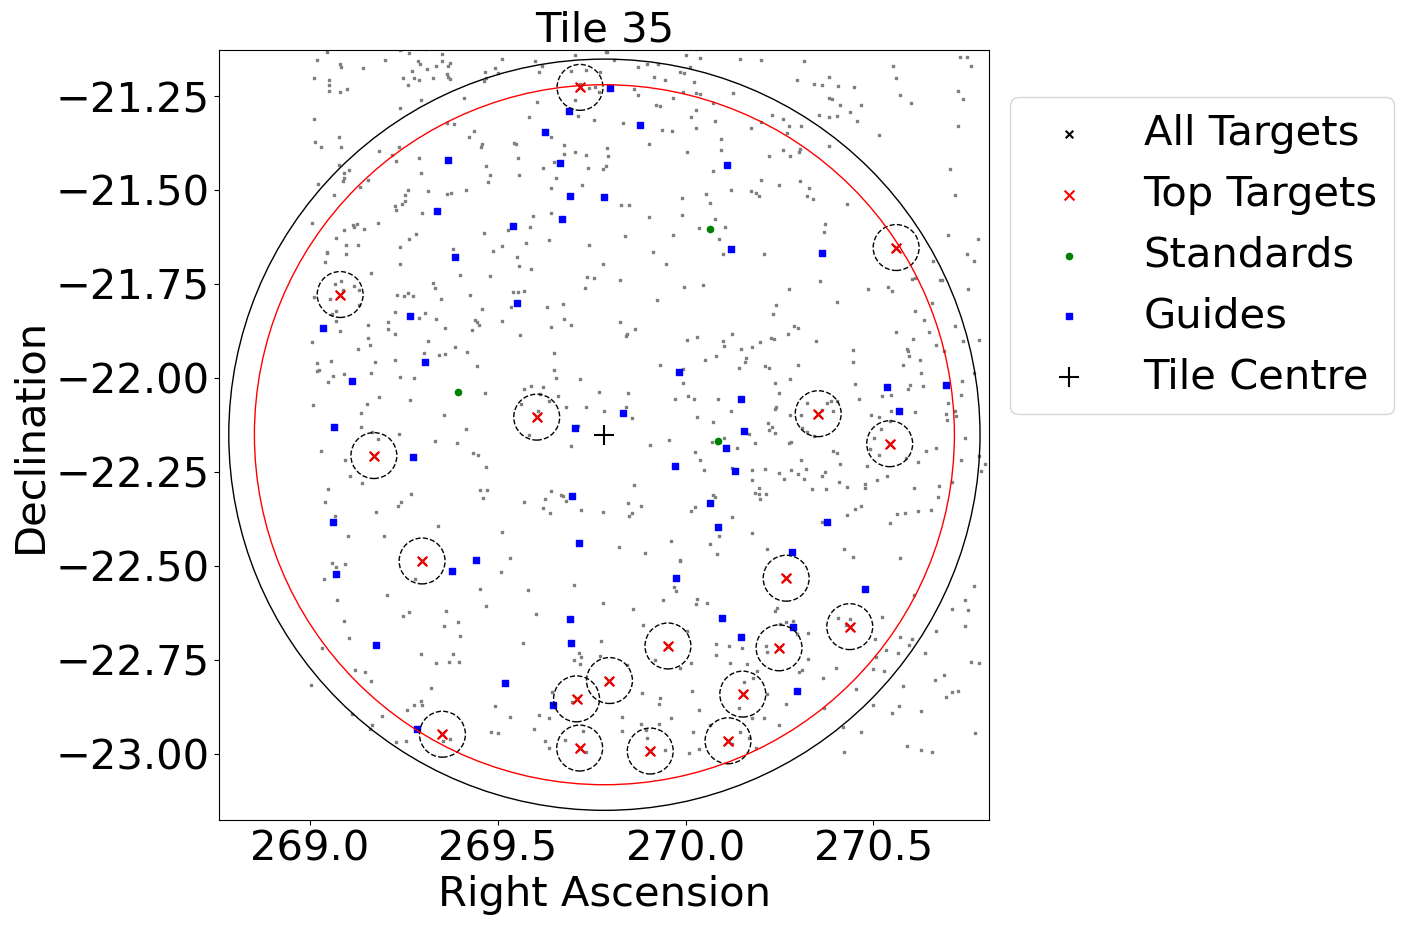 Tile 35
−21.25
−21.50
−21.75
−22.00
−22.25
−22.50
−22.75
−23.00
Declination
269.0 269.5 270.0 270.5
Right Ascension
All Targets
Top Targets
Standards
Guides
Tile Centre